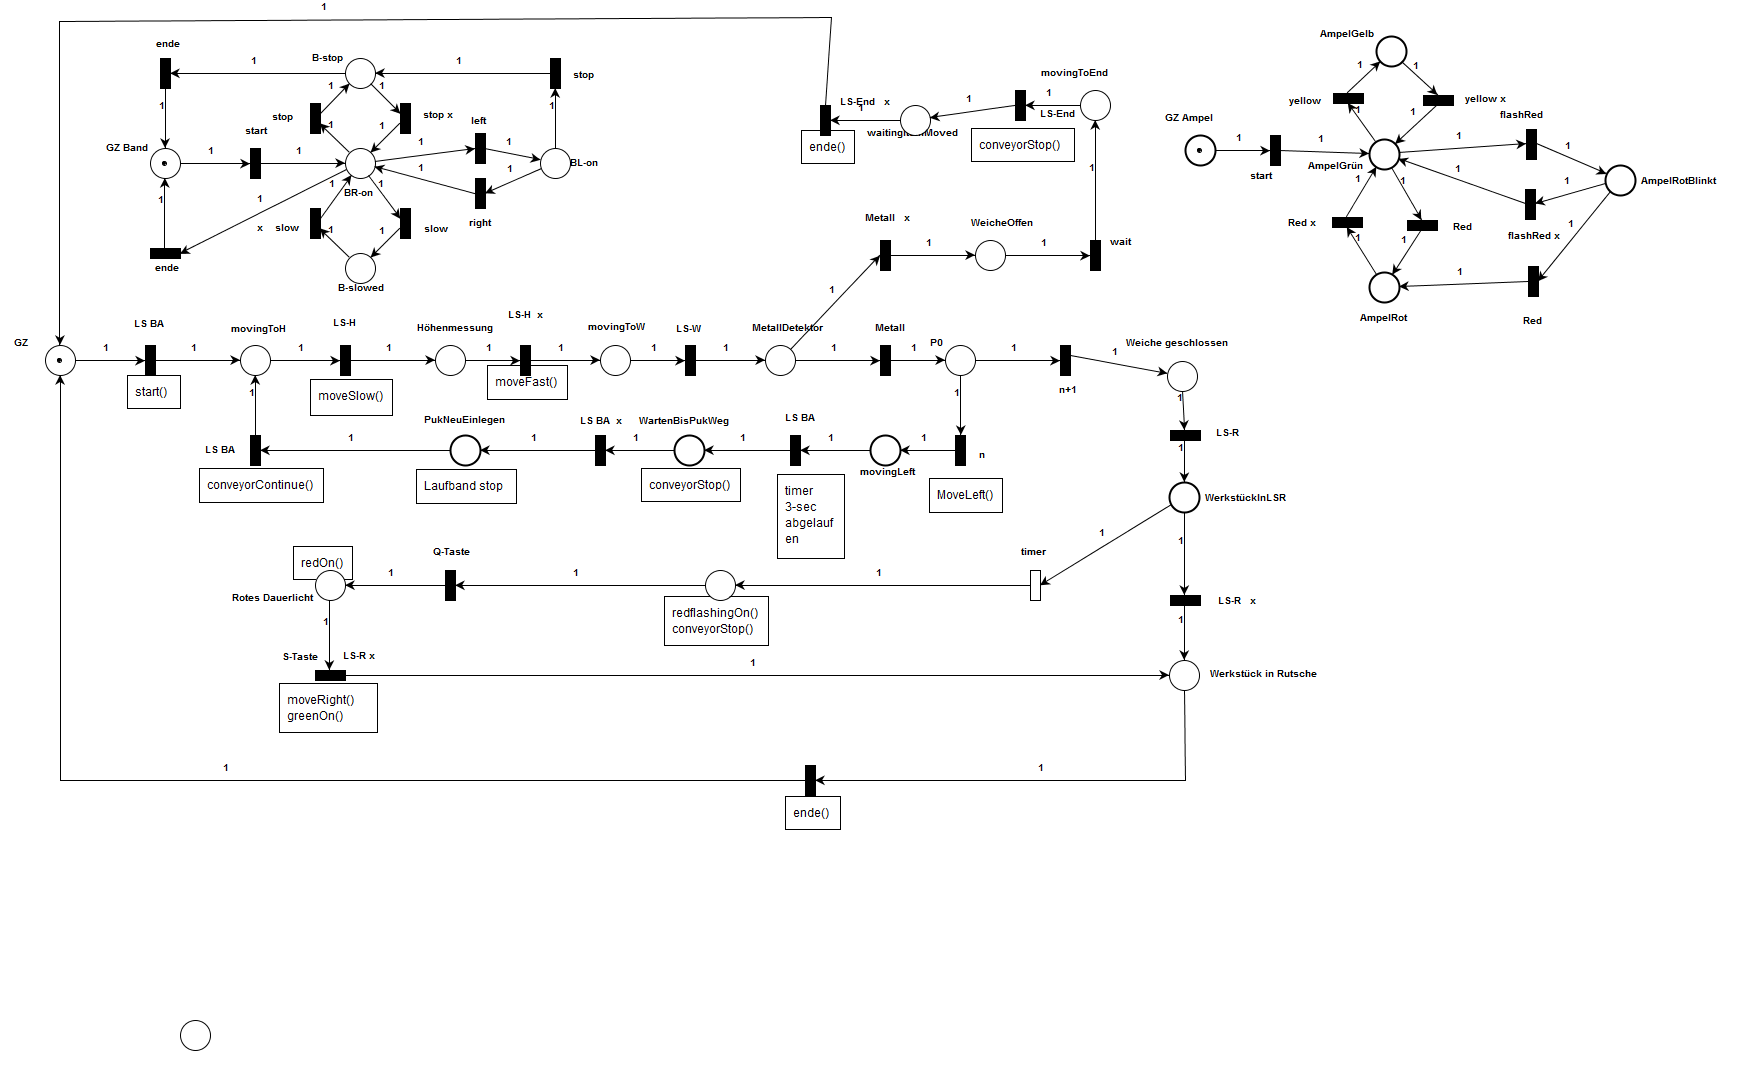 1
ende
B-stop
1
1
stop
1
1
1
stop
stop x
1
1
left
start
GZ Band
1
1
1
1
BL-on
BR-on
1
1
1
1
1
1
x slow
slow
right
1
1
ende
B-slowed
movingToEnd
LS-End x
1
1
1
LS-End
waiting
Moved
ende()
conveyorStop()
1
Metall x
WeicheOffen
1
1
wait
1
AmpelGelb
1
1
yellow
yellow x
1
1
GZ Ampel
flashRed
1
1
1
1
AmpelGrün
start
1
1
AmpelRotBlinkt
1
1
Red x
Red
1
1
flashRed x
1
1
AmpelRot
Red
GZ
LS BA
movingToH
LS-H
Höhenmessung
LS-H x
movingToW
LS-W
MetallDetektor
Metall
P0
Weiche geschlossen
1
1
1
1
1
1
1
1
1
1
1
1
start()
moveSlow()
moveFast()
n+1
1
1
1
LS BA
1
PukNeuEinlegen
1
LS BA x
1
WartenBisPukWeg
1
LS BA
1
movingLeft
1
n
LS-R
1
conveyorContinue()
Laufband stop
conveyorStop()
timer
3-sec
abgelauf
en
MoveLeft()
WerkstückInLSR
1
1
redOn()
Q-Taste
timer
1
1
1
Rotes Dauerlicht
redflashingOn()
conveyorStop()
LS-R x
1
1
S-Taste
LS-R x
1
Werkstück in Rutsche
moveRight()
greenOn()
1
1
ende()